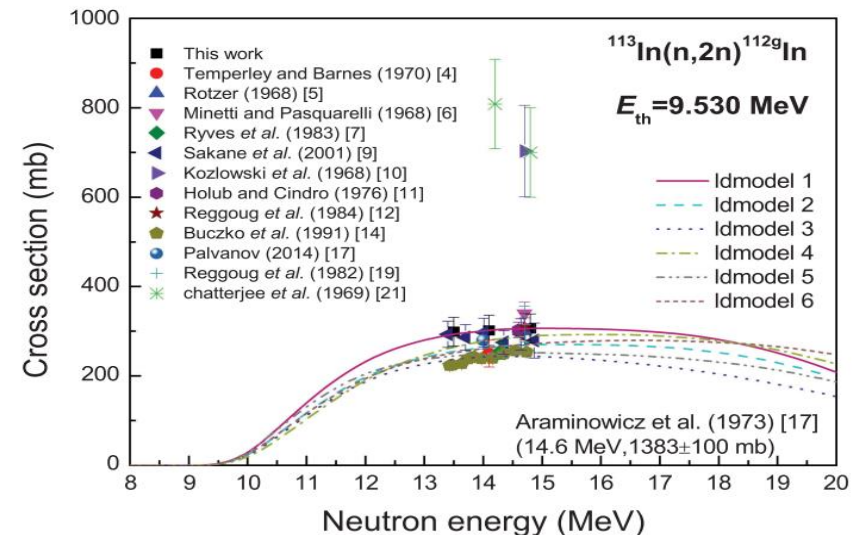 1000
800
600
400
200
0
Cross section (mb)
This work
Temperley and Barnes (1970) [4]
Rotzer (1968) [5]
Minetti and Pasquarelli (1968) [6]
Ryves et al. (1983) [7]
Sakane et al. (2001) [9]
Kozlowski et al. (1968) [10]
Holub and Cindro (1976) [11]
Reggoug et al. (1984) [12]
Buczko et al. (1991) [14]
Palvanov (2014) [17]
Reggoug et al. (1982) [19]
chatterjee et al. (1969) [21]
¹¹³In(n,2n)¹¹²ᵍIn
Eth=9.530 MeV
ldmodel 1
ldmodel 2
ldmodel 3
ldmodel 4
ldmodel 5
ldmodel 6
Araminowicz et al. (1973) [17]
(14.6 MeV,1383±100 mb)
8 9 10 11 12 13 14 15 16 17 18 19 20
Neutron energy (MeV)